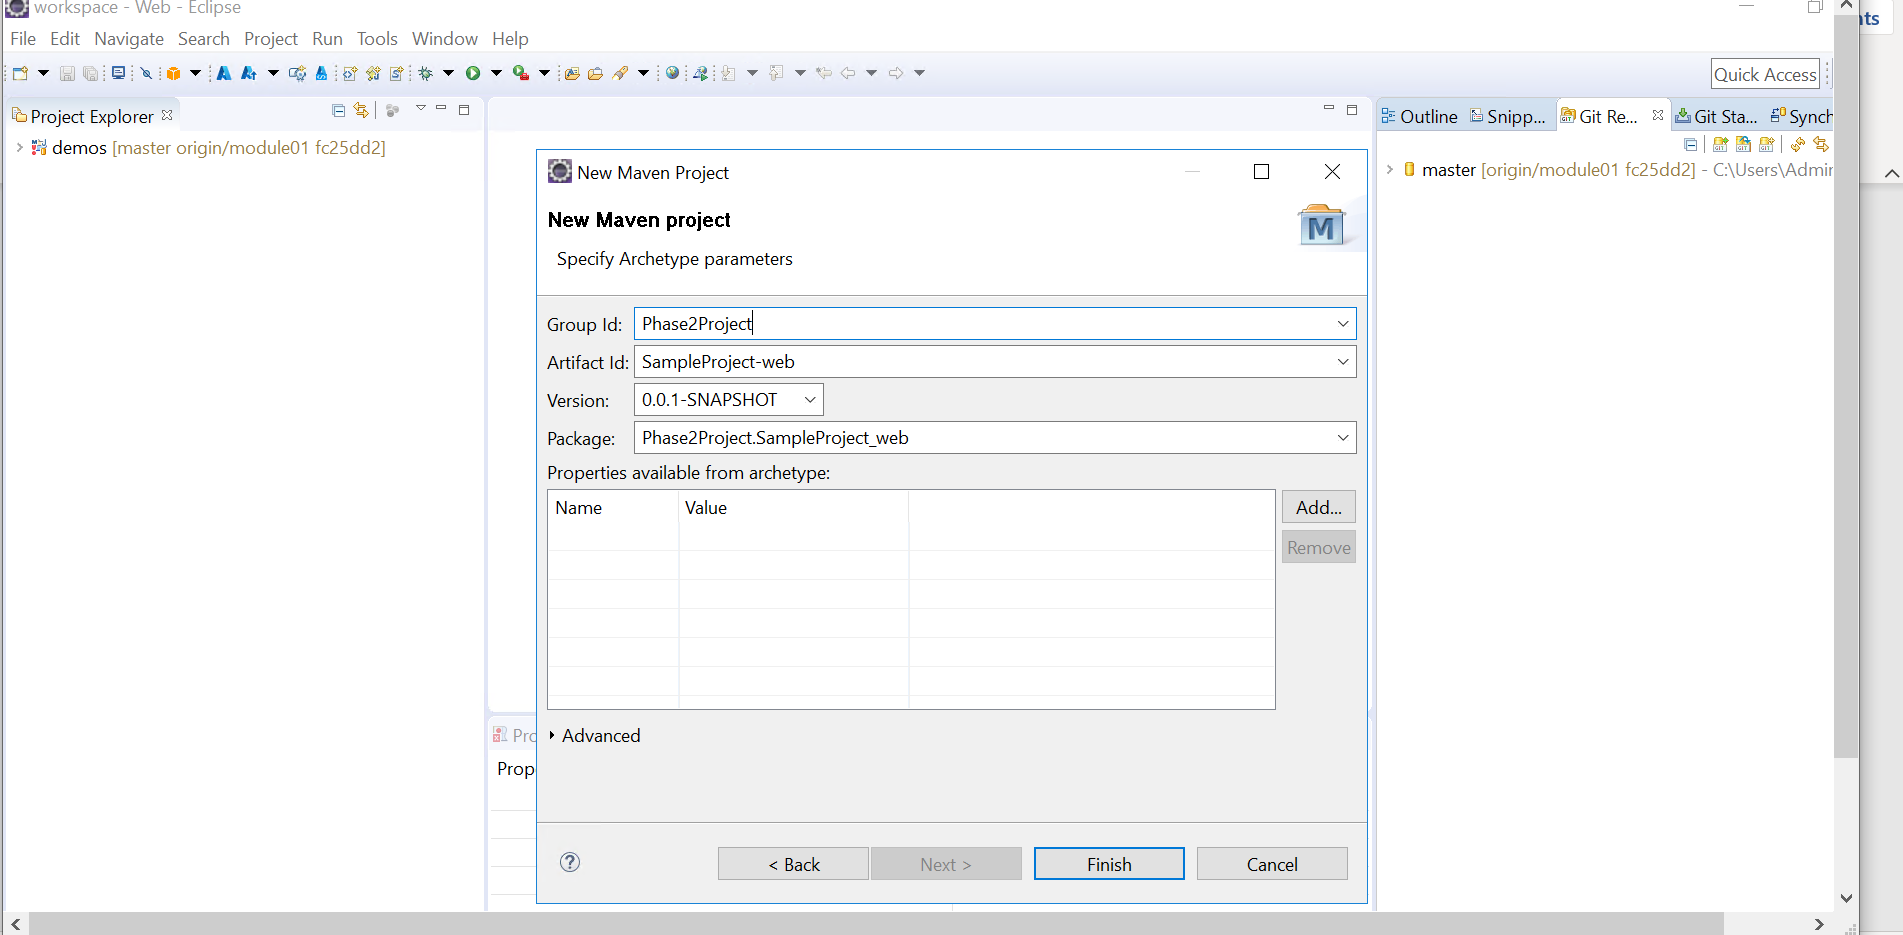 workspace - Web - Eclipse
File Edit Navigate Search Project Run Tools Window Help
Quick Access
Project Explorer
demos [master origin/module01 fc25dd2]
Outline Snipp... Git Re... Git Sta... Synch
master [origin/module01 fc25dd2] - C:\Users\Admir
New Maven Project
New Maven project
M
Specify Archetype parameters
Group Id: Phase2Project
Artifact Id: SampleProject-web
Version: 0.0.1-SNAPSHOT
Package: Phase2Project.SampleProject_web
Properties available from archetype:
Name Value
Add...
Remove
Advanced
Pro
Prop
< Back Next > Finish Cancel